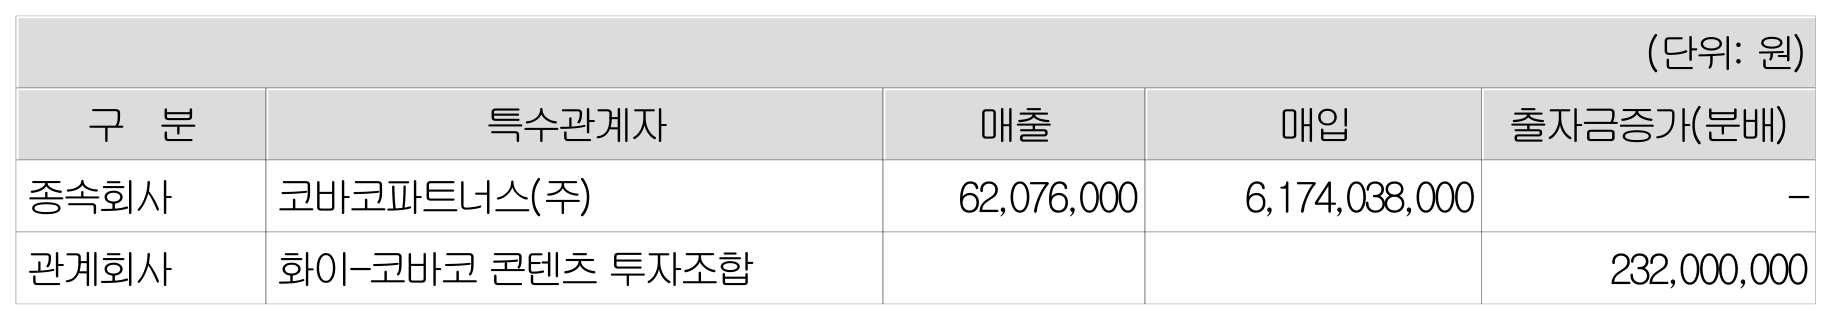 (단위: 원)
구 분 특수관계자 매출 매입 출자금증가(분배)
종속회사 코바코파트너스(주) 62,076,000 6,174,038,000 -
관계회사 화이-코바코 콘텐츠 투자조합 232,000,000